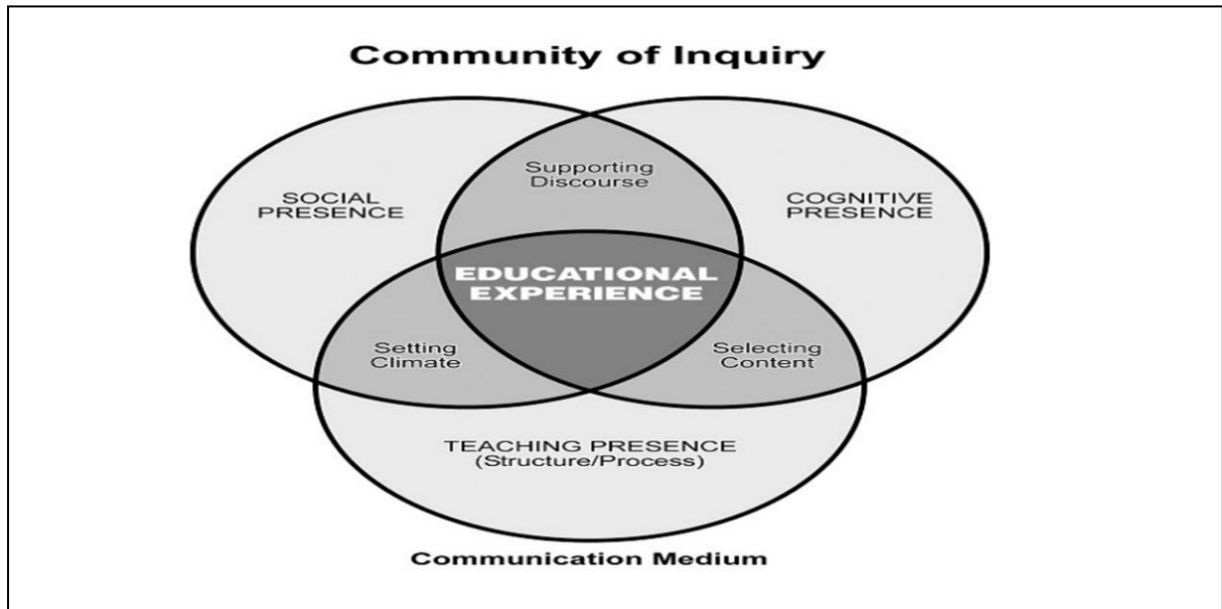 Community of Inquiry
Supporting
Discourse
SOCIAL
PRESENCE
COGNITIVE
PRESENCE
EDUCATIONAL
EXPERIENCE
Setting
Climate
Selecting
Content
TEACHING PRESENCE
(Structure/Process)
Communication Medium